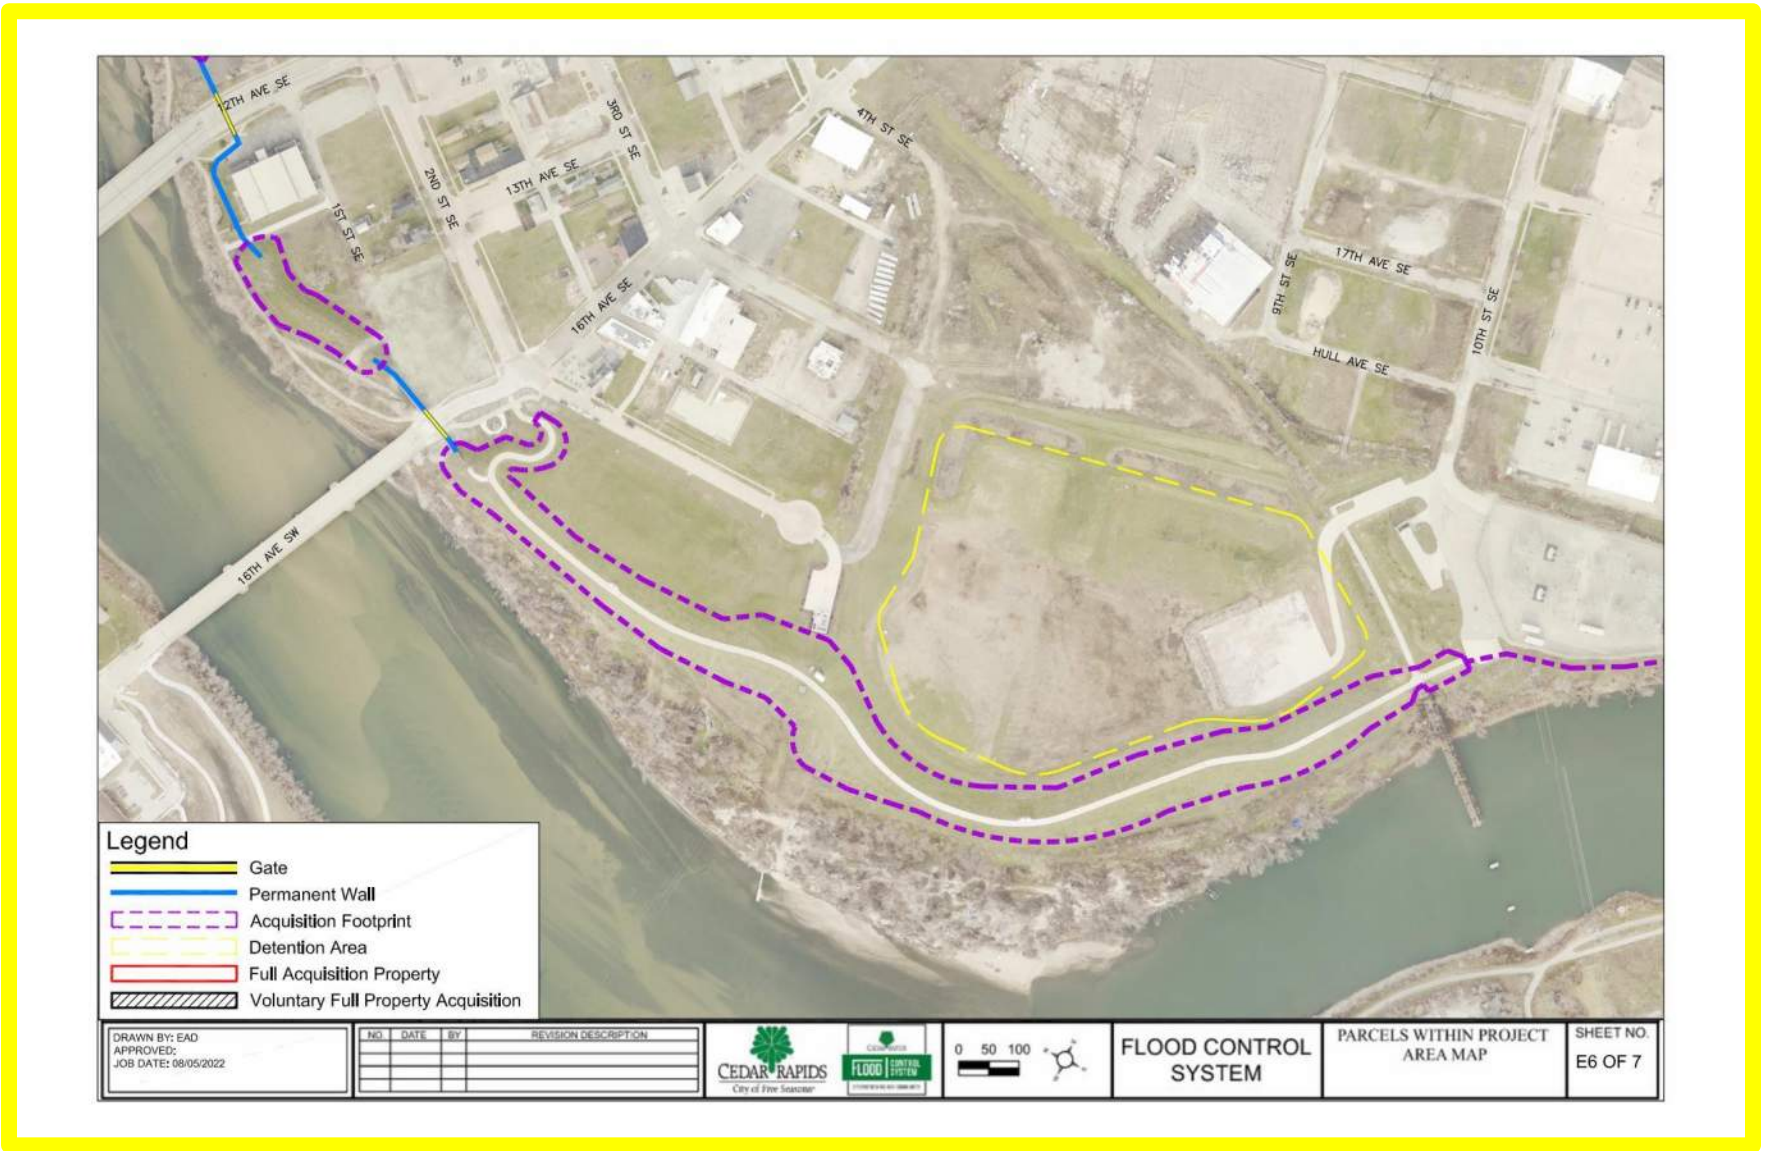 12TH AVE SE
4TH ST SE
3RD ST SE
2ND ST SE
13TH AVE SE
1ST ST SE
16TH AVE SE
17TH AVE SE
9TH ST SE
10TH ST SE
HULL AVE SE
16TH AVE SW
Legend
Gate
Permanent Wall
Acquisition Footprint
Detention Area
Full Acquisition Property
Voluntary Full Property Acquisition
DRAWN BY: EAD
APPROVED:
JOB DATE: 08/05/2022
NO. DATE BY REVISION DESCRIPTION
CEDAR RAPIDS
City of Five Seasons
FLOOD CONTROL
SYSTEM
0 50 100
FLOOD CONTROL
SYSTEM
PARCELS WITHIN PROJECT
AREA MAP
SHEET NO.
E6 OF 7